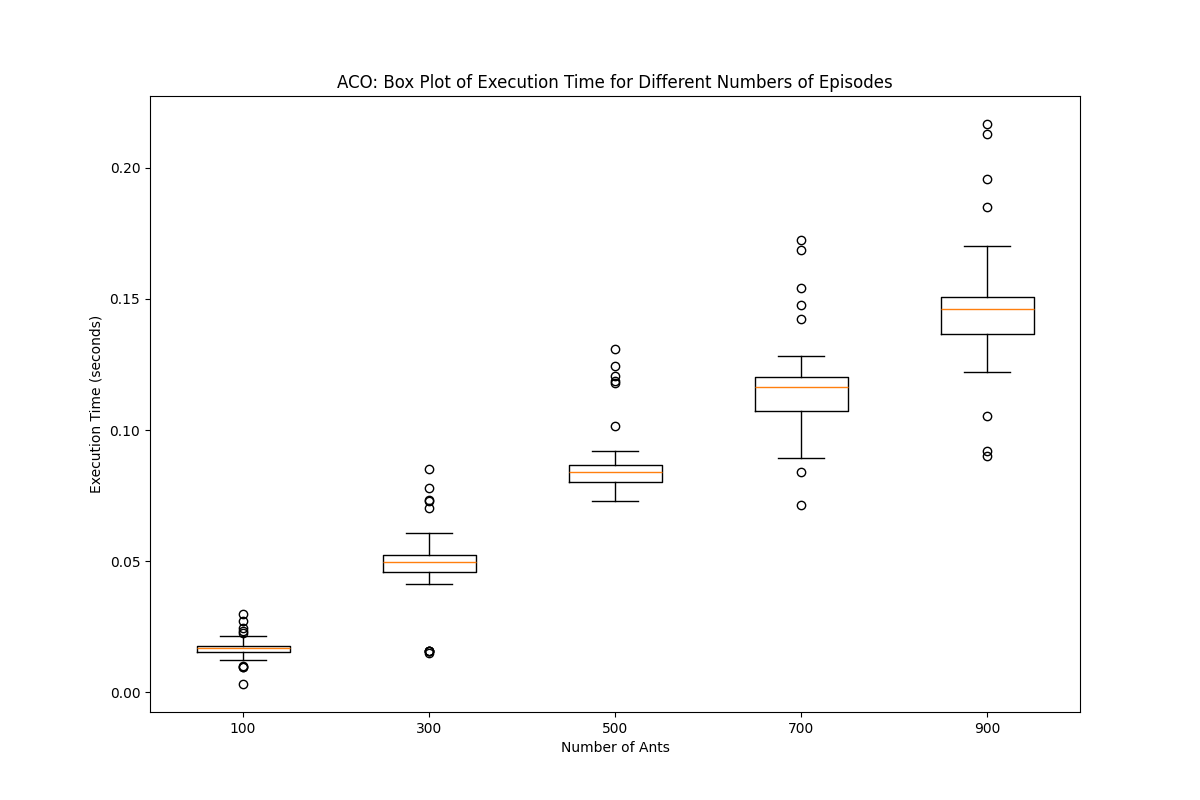 ACO: Box Plot of Execution Time for Different Numbers of Episodes
0.20
0.15
0.10
0.05
0.00
Execution Time (seconds)
100 300 500 700 900
Number of Ants